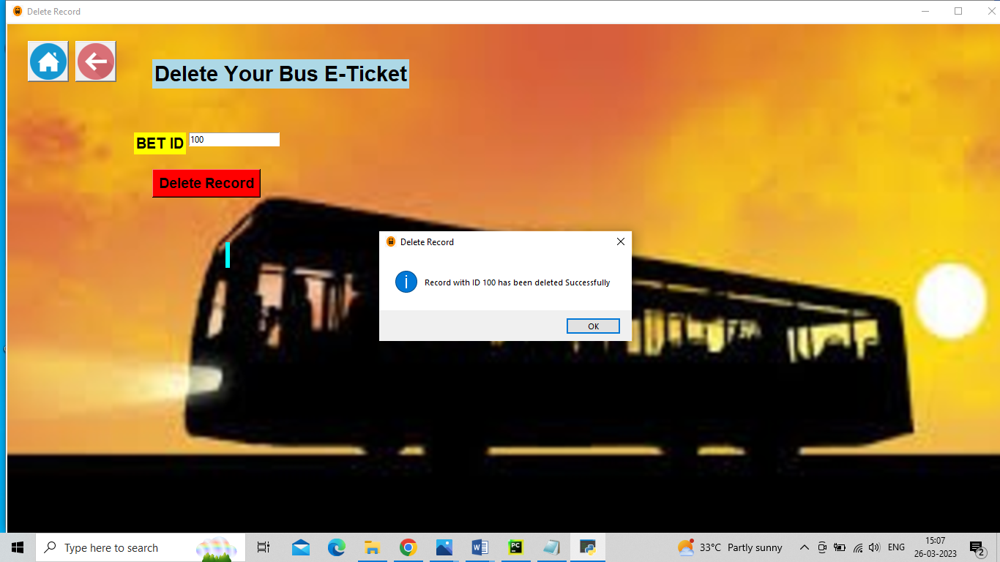 Delete Record
Delete Your Bus E-Ticket
BET ID 100
Delete Record
Delete Record
Record with ID 100 has been deleted Successfully
OK
Type here to search
PC
33°C Partly sunny
ENG
15:07
26-03-2023
2